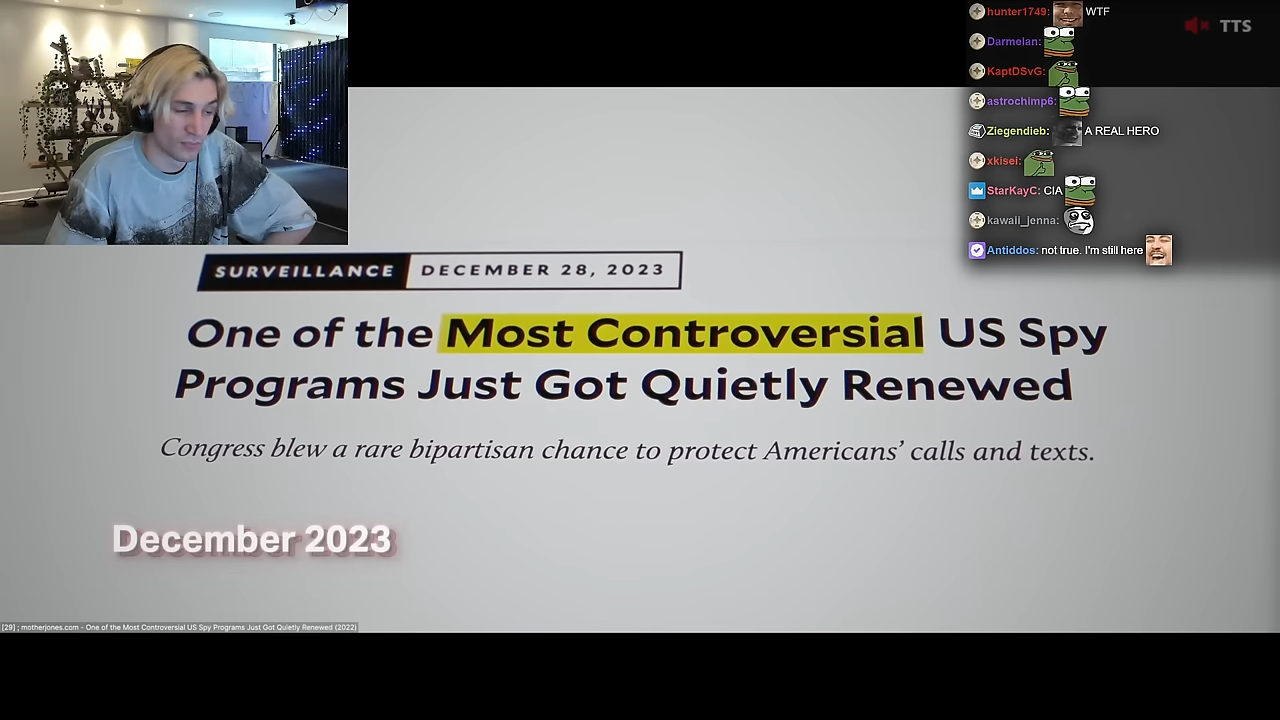 hunter1749: WTF
Darmeian:
KaptDSvG:
astrochimp6:
Ziegendieb: A REAL HERO
xkisei:
StarKayC: CIA
kawaii_jenna:
Antiddos: not true. I'm still here
TTS
SURVEILLANCE DECEMBER 28, 2023
One of the Most Controversial US Spy
Programs Just Got Quietly Renewed
Congress blew a rare bipartisan chance to protect Americans' calls and texts.
December 2023
[29] ; motherjones.com - One of the Most Controversial US Spy Programs Just Got Quietly Renewed (2022)